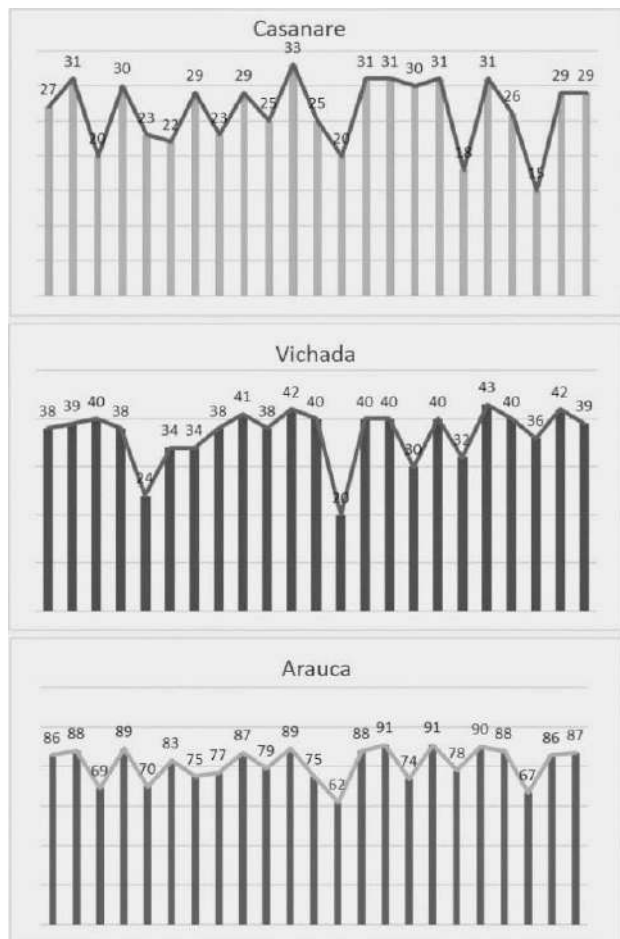 Casanare
27 31 20 30 23 22 29 23 29 25 33 25 20 31 31 30 31 18 31 26 15 29 29
Vichada
38 39 40 38 24 34 34 38 41 38 42 40 20 40 40 30 40 32 43 40 36 42 39
Arauca
86 88 69 89 70 83 75 77 87 79 89 75 62 88 91 74 91 78 90 88 67 86 87